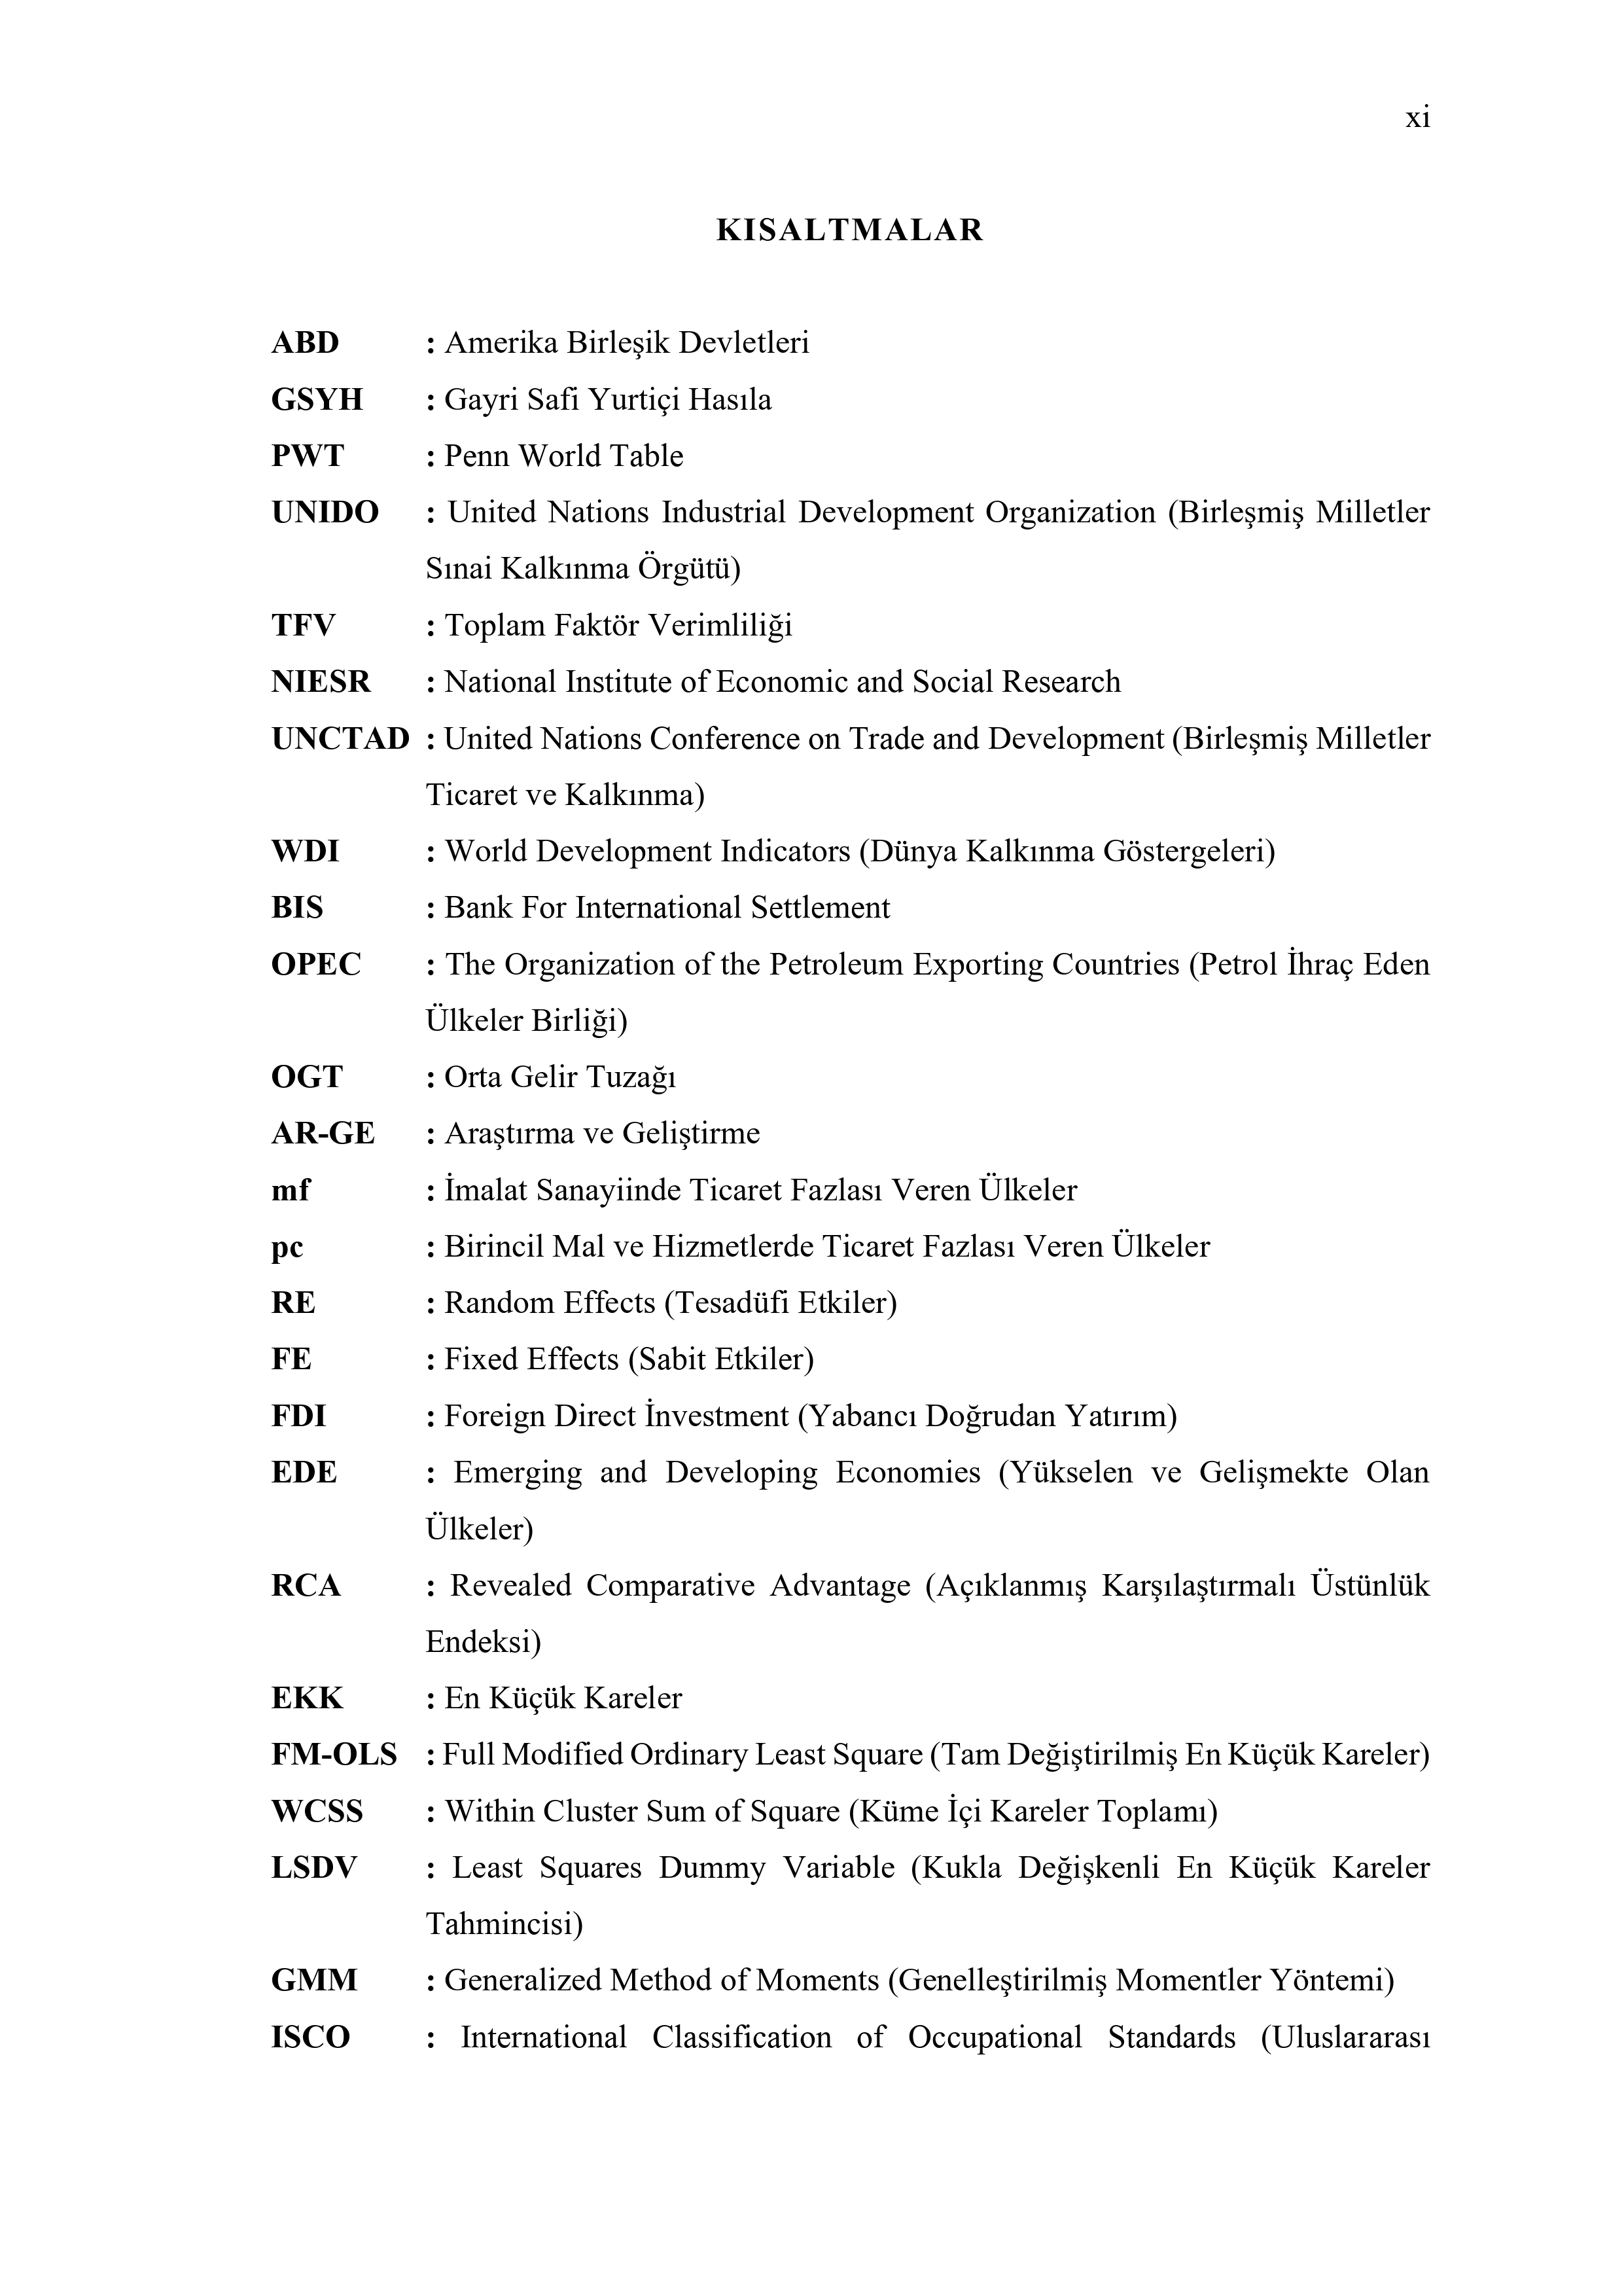 xi
KISALTMALAR
ABD : Amerika Birleşik Devletleri
GSYH : Gayri Safi Yurtiçi Hasıla
PWT : Penn World Table
UNIDO : United Nations Industrial Development Organization (Birleşmiş Milletler
Sınai Kalkınma Örgütü)
TFV : Toplam Faktör Verimliliği
NIESR : National Institute of Economic and Social Research
UNCTAD : United Nations Conference on Trade and Development (Birleşmiş Milletler
Ticaret ve Kalkınma)
WDI : World Development Indicators (Dünya Kalkınma Göstergeleri)
BIS : Bank For International Settlement
OPEC : The Organization of the Petroleum Exporting Countries (Petrol İhraç Eden
Ülkeler Birliği)
OGT : Orta Gelir Tuzağı
AR-GE : Araştırma ve Geliştirme
mf : İmalat Sanayiinde Ticaret Fazlası Veren Ülkeler
pc : Birincil Mal ve Hizmetlerde Ticaret Fazlası Veren Ülkeler
RE : Random Effects (Tesadüfi Etkiler)
FE : Fixed Effects (Sabit Etkiler)
FDI : Foreign Direct İnvestment (Yabancı Doğrudan Yatırım)
EDE : Emerging and Developing Economies (Yükselen ve Gelişmekte Olan
Ülkeler)
RCA : Revealed Comparative Advantage (Açıklanmış Karşılaştırmalı Üstünlük
Endeksi)
EKK : En Küçük Kareler
FM-OLS : Full Modified Ordinary Least Square (Tam Değiştirilmiş En Küçük Kareler)
WCSS : Within Cluster Sum of Square (Küme İçi Kareler Toplamı)
LSDV : Least Squares Dummy Variable (Kukla Değişkenli En Küçük Kareler
Tahmincisi)
GMM : Generalized Method of Moments (Genelleştirilmiş Momentler Yöntemi)
ISCO : International Classification of Occupational Standards (Uluslararası